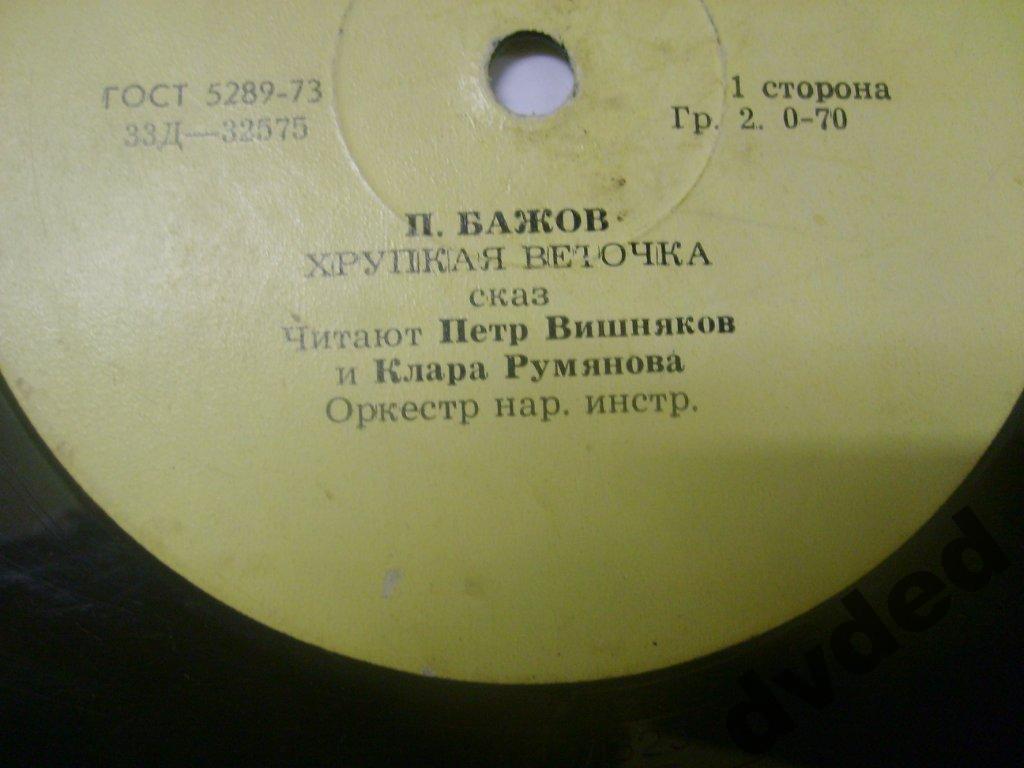 ГОСТ 5289-73
1 сторона
33Д—32575
Гр. 2. 0-70
П. БАЖОВ
ХРУПКАЯ ВЕТОЧКА
сказ
Читают Петр Вишняков
и Клара Румянова
Оркестр нар. инстр.
dvded